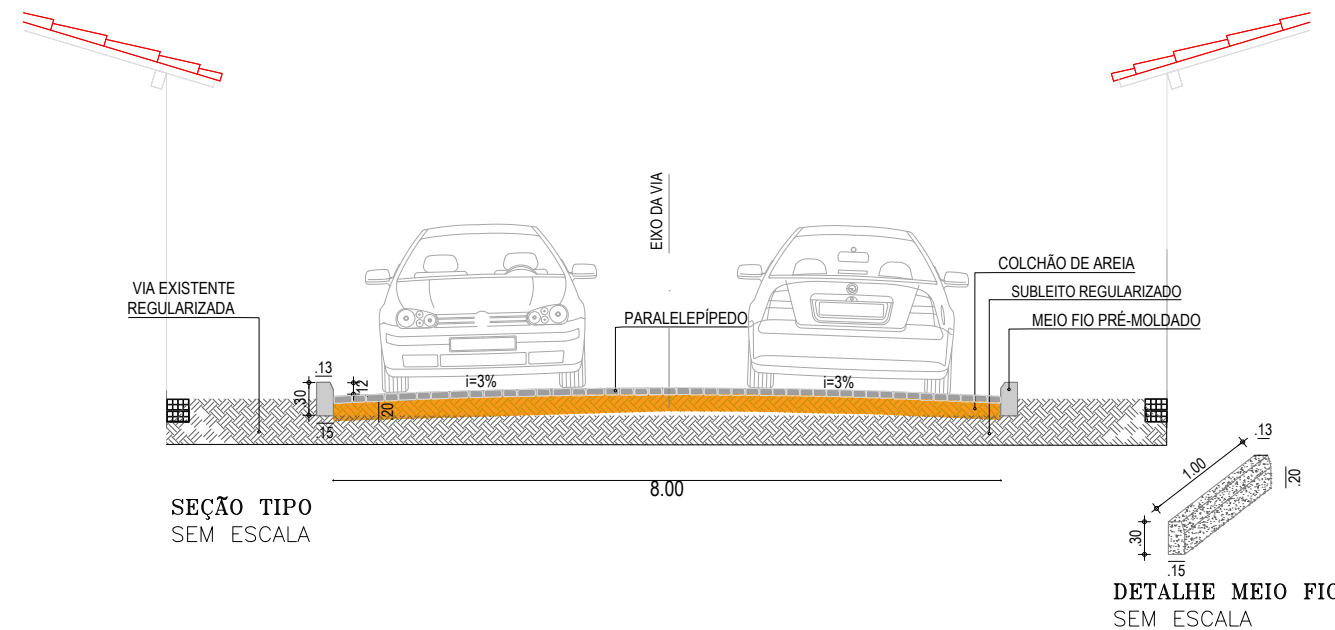 EIXO DA VIA
COLCHÃO DE AREIA
VIA EXISTENTE
REGULARIZADA
SUBLEITO REGULARIZADO
PARALELEPÍPEDO
MEIO FIO PRÉ-MOLDADO
.13
.12
i=3%
i=3%
.30
.20
.15
8.00
SEÇÃO TIPO
SEM ESCALA
.13
1.00
.20
.30
.15
DETALHE MEIO FIO
SEM ESCALA